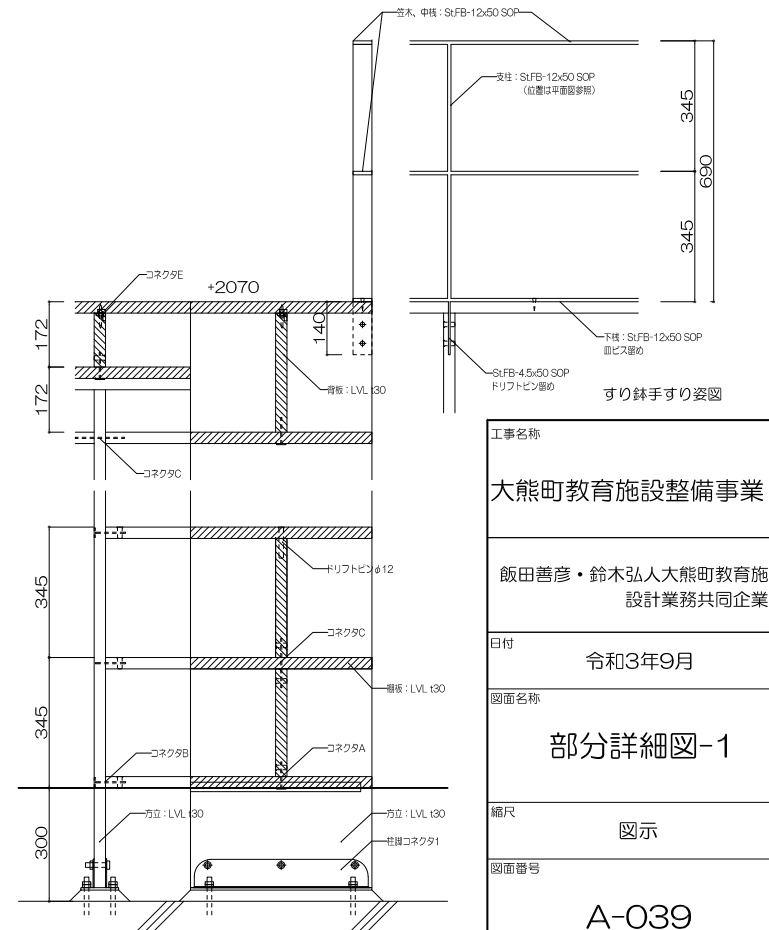 笠木、中桟：St.FB-12x50 SOP
支柱：St.FB-12x50 SOP
（位置は平面図参照）
345
690
345
コネクタE
+2070
172
140
下桟：St.FB-12x50 SOP
皿ビス留め
St.FB-4.5x50 SOP
ドリフトピン留め
背板：LVL t30
すり鉢手すり姿図
172
コネクタC
ドリフトピンφ12
345
コネクタC
棚板：LVL t30
345
コネクタB
コネクタA
方立：LVL t30
方立：LVL t30
柱脚コネクタ1
300
工事名称
大熊町教育施設整備事業
飯田善彦・鈴木弘人大熊町教育施
設計業務共同企業
日付
令和3年9月
図面名称
部分詳細図-1
縮尺
図示
図面番号
A-039